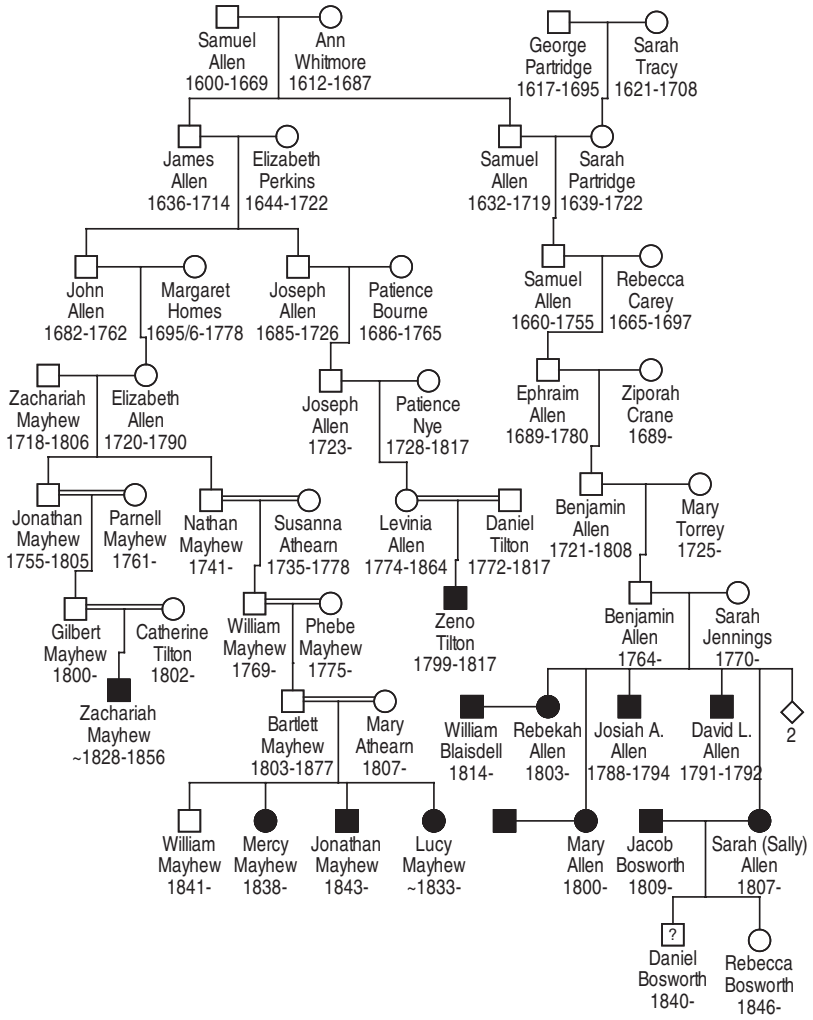 Samuel
Allen
1600-1669
Ann
Whitmore
1612-1687
George
Partridge
1617-1695
Sarah
Tracy
1621-1708
James
Allen
1636-1714
Elizabeth
Perkins
1644-1722
Samuel
Allen
1632-1719
Sarah
Partridge
1639-1722
John
Allen
1682-1762
Margaret
Homes
1695/6-1778
Joseph
Allen
1685-1726
Patience
Bourne
1686-1765
Samuel
Allen
1660-1755
Rebecca
Carey
1665-1697
Zachariah
Mayhew
1718-1806
Elizabeth
Allen
1720-1790
Joseph
Allen
1723-
Patience
Nye
1728-1817
Ephraim
Allen
1689-1780
Ziporah
Crane
1689-
Jonathan
Mayhew
1755-1805
Parnell
Mayhew
1761-
Nathan
Mayhew
1741-
Susanna
Athearn
1735-1778
Levinia
Allen
1774-1864
Daniel
Tilton
1772-1817
Benjamin
Allen
1721-1808
Mary
Torrey
1725-
Gilbert
Mayhew
1800-
Catherine
Tilton
1802-
William
Mayhew
1769-
Phebe
Mayhew
1775-
Zeno
Tilton
1799-1817
Benjamin
Allen
1764-
Sarah
Jennings
1770-
Zachariah
Mayhew
~1828-1856
Bartlett
Mayhew
1803-1877
Mary
Athearn
1807-
William
Blaisdell
1814-
Rebekah
Allen
1803-
Josiah A.
Allen
1788-1794
David L.
Allen
1791-1792
2
William
Mayhew
1841-
Mercy
Mayhew
1838-
Jonathan
Mayhew
1843-
Lucy
Mayhew
~1833-
Mary
Allen
1800-
Jacob
Bosworth
1809-
Sarah (Sally)
Allen
1807-
?
Daniel
Bosworth
1840-
Rebecca
Bosworth
1846-